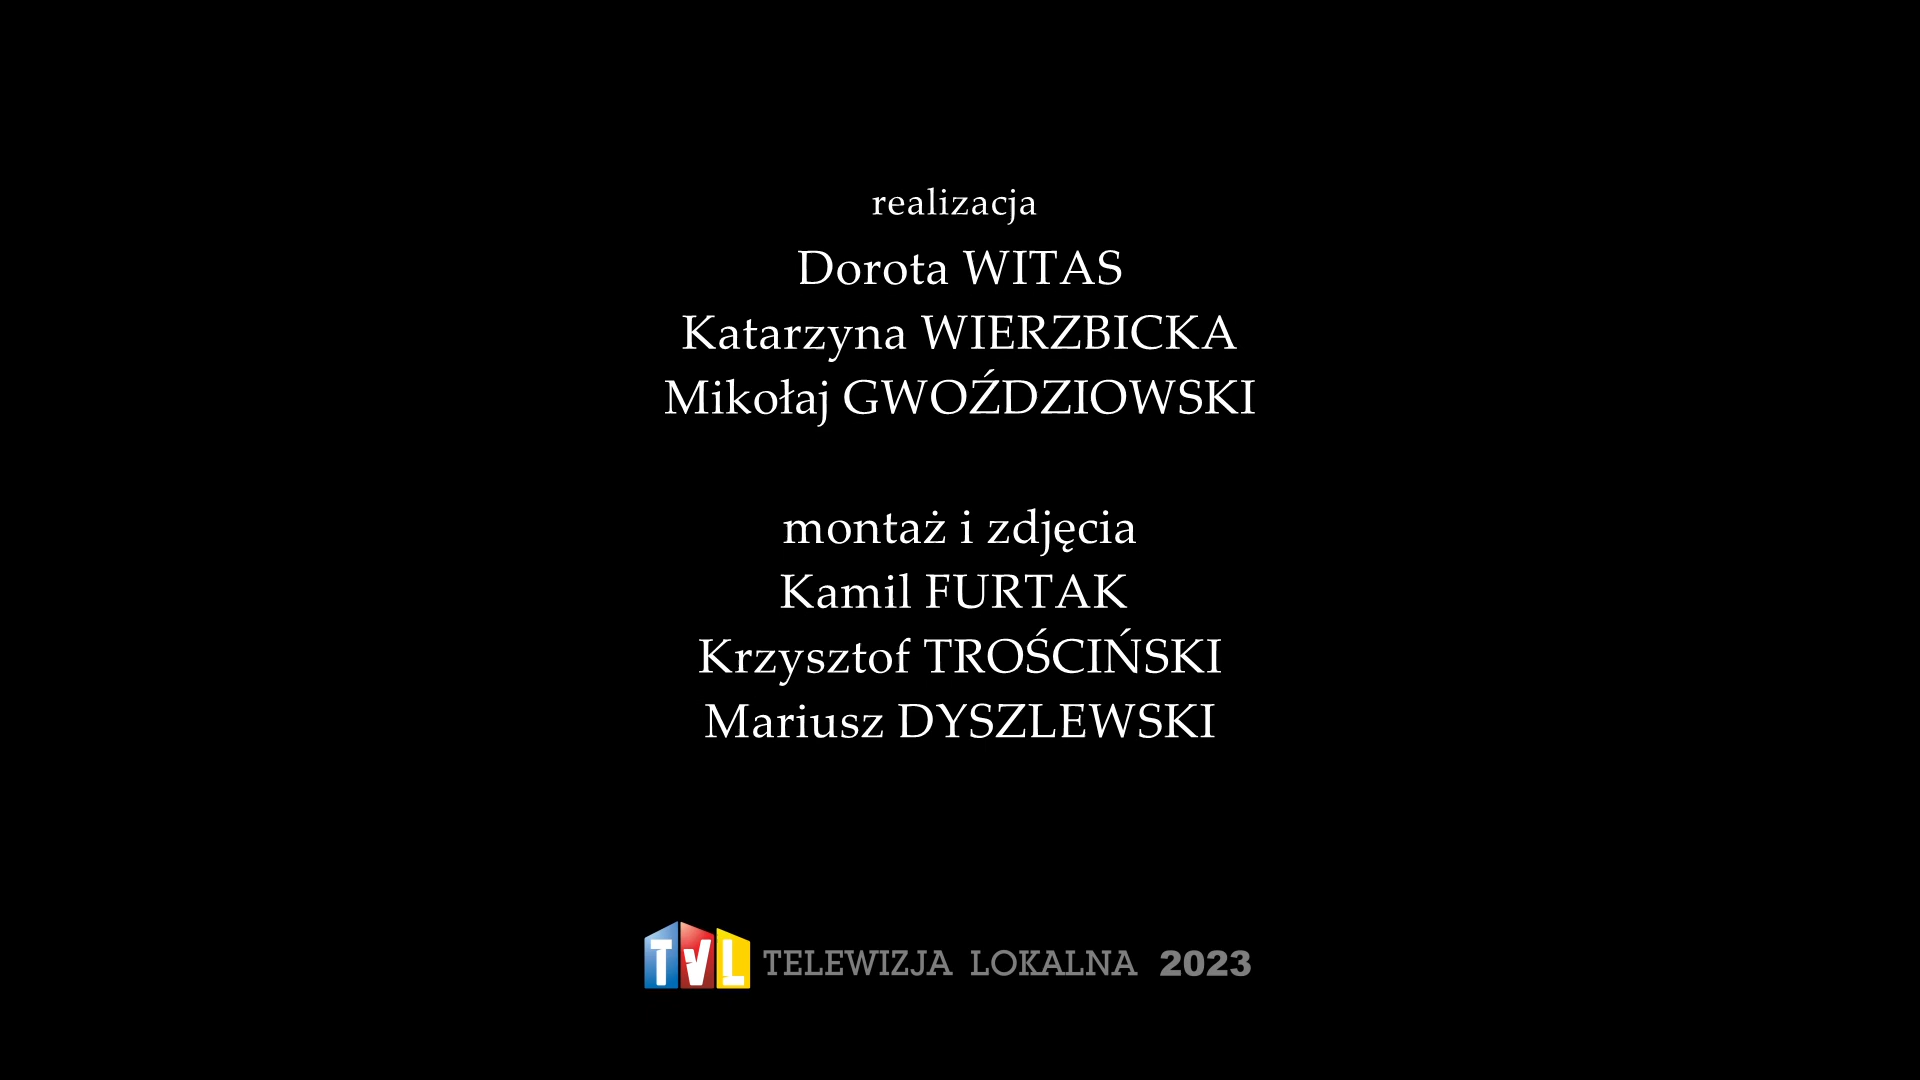 realizacja
Dorota WITAS
Katarzyna WIERZBICKA
Mikołaj GWOŹDZIOWSKI
montaż i zdjęcia
Kamil FURTAK
Krzysztof TROŚCIŃSKI
Mariusz DYSZLEWSKI
TVL TELEWIZJA LOKALNA 2023